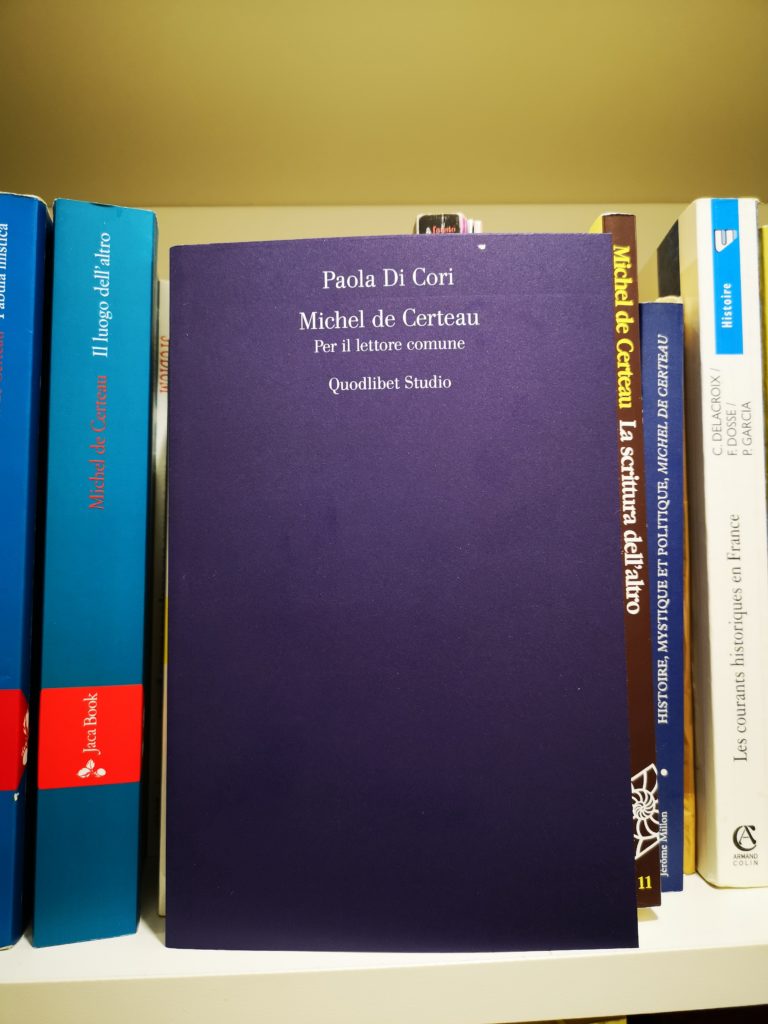 Fabula mistica
Michel de Certeau Il luogo dell'altro
Jaca Book
Paola Di Cori
Michel de Certeau
Per il lettore comune
Quodlibet Studio
Michel de Certeau La scrittura dell'altro
11
HISTOIRE, MYSTIQUE ET POLITIQUE, MICHEL DE CERTEAU
Jérôme Millon
Histoire
C. DELACROIX /
F. DOSSE /
P. GARCIA
Les courants historiques en France
ARMAND
COLIN